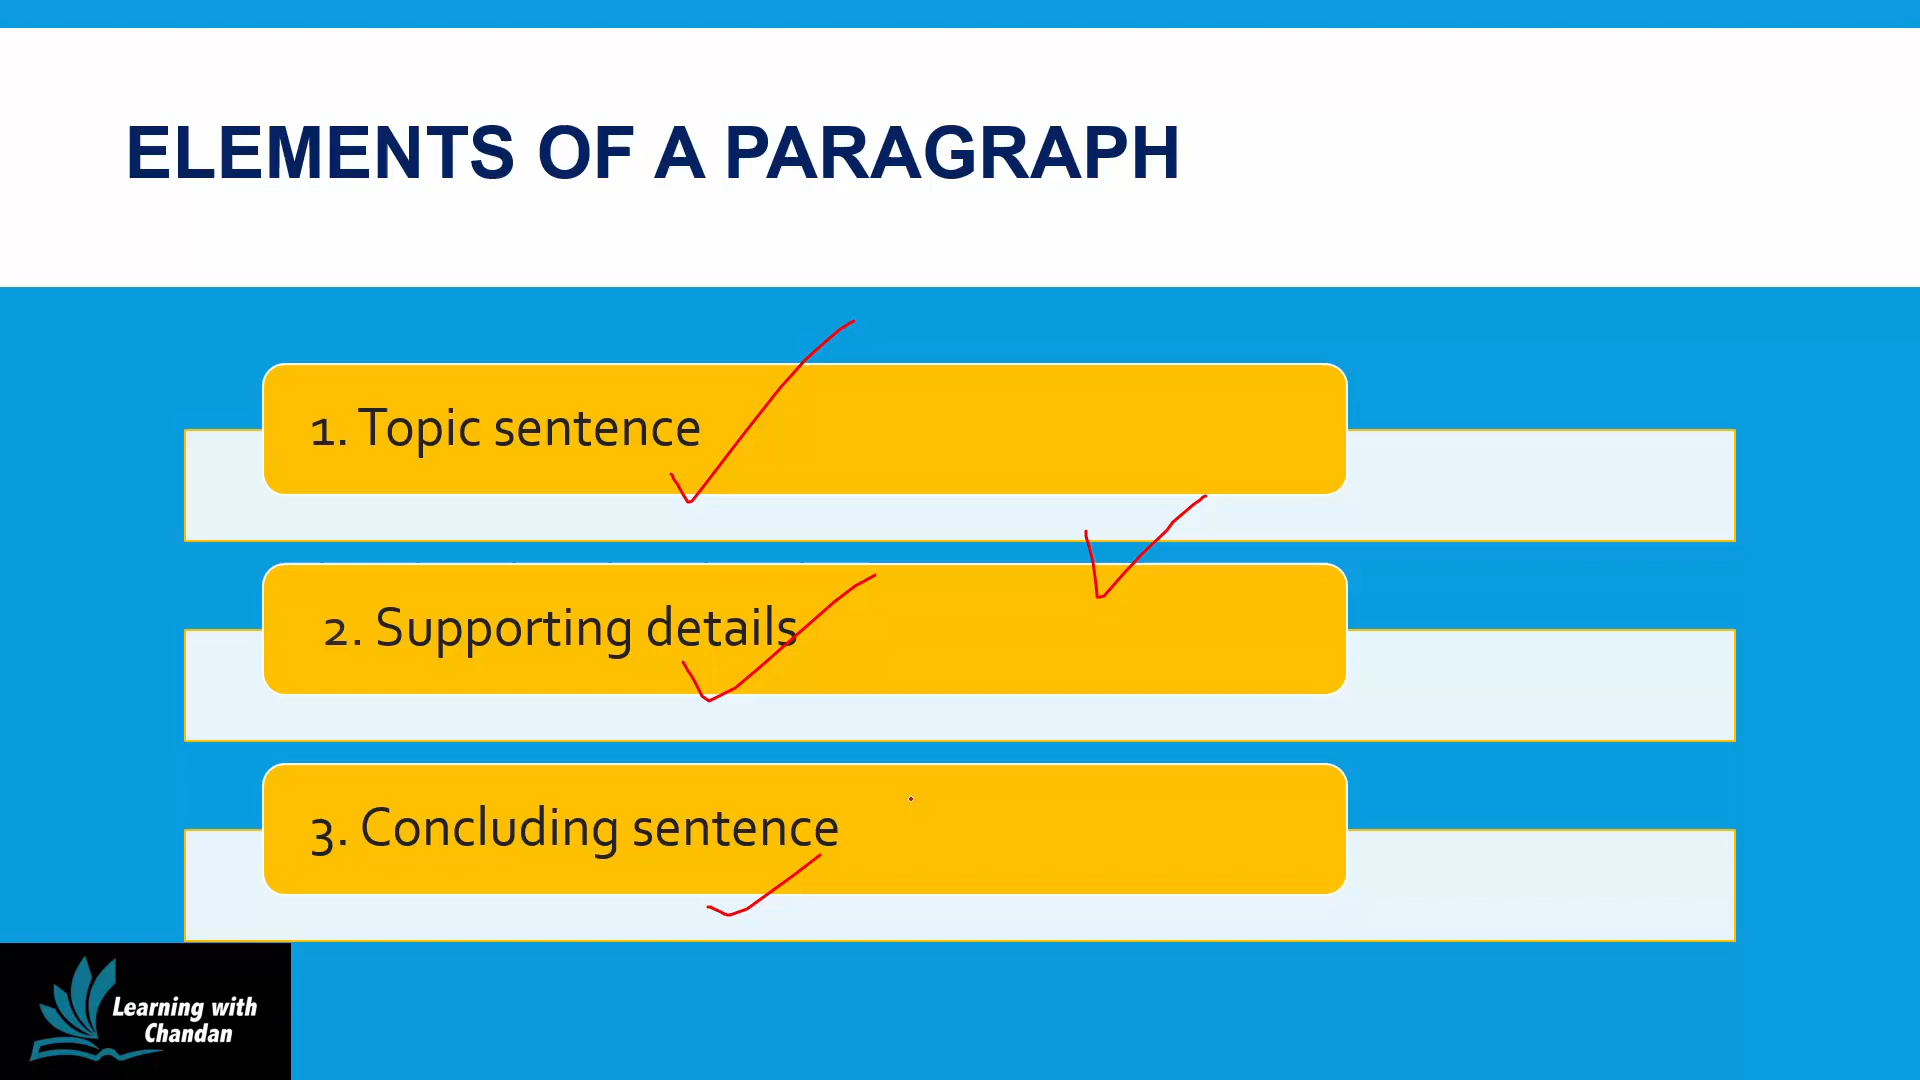 ELEMENTS OF A PARAGRAPH
1. Topic sentence
2. Supporting details
3. Concluding sentence
Learning with
Chandan